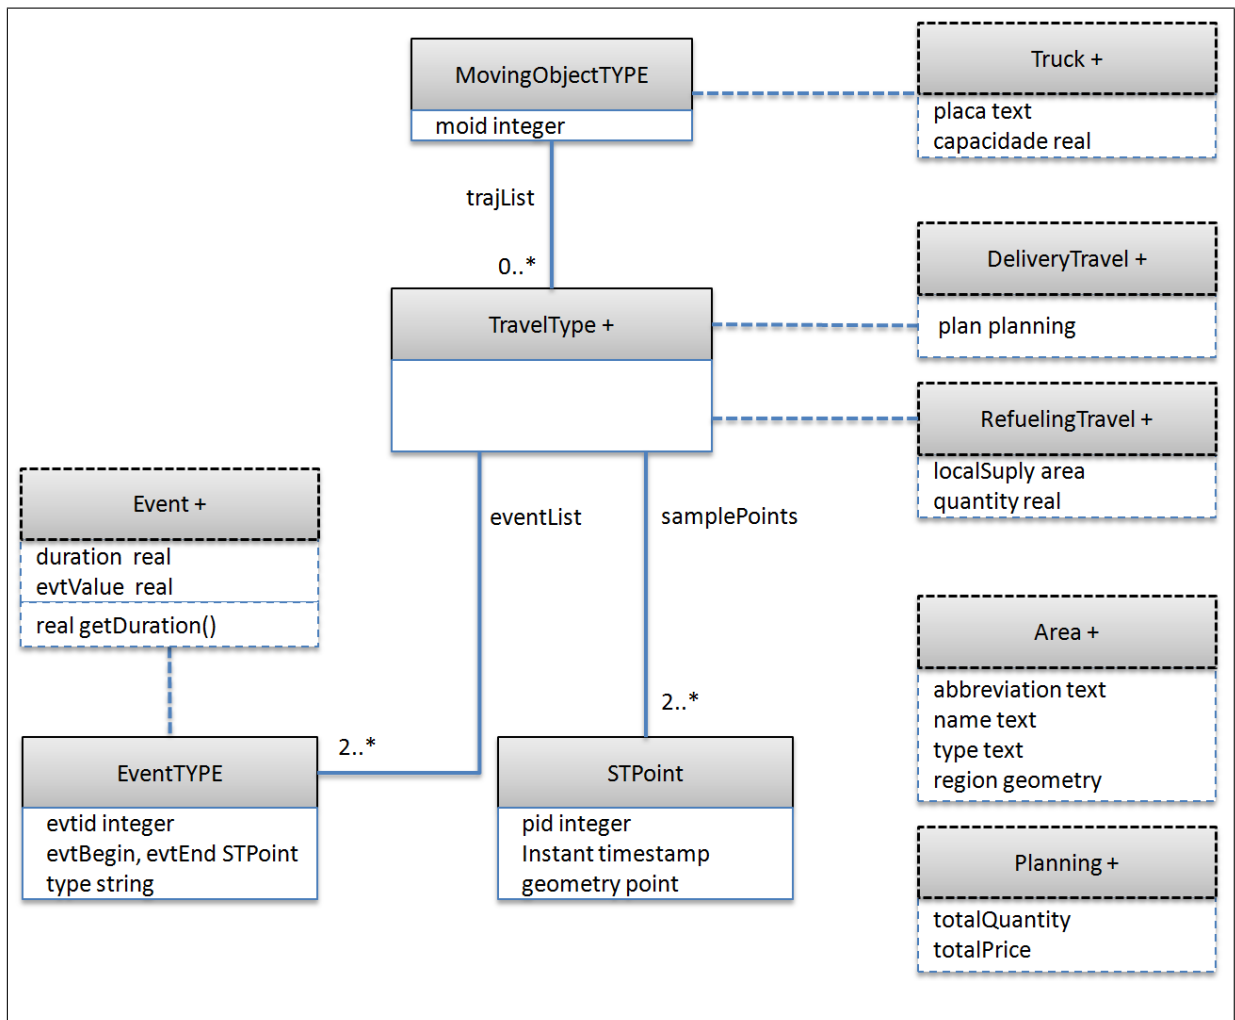 MovingObjectTYPE
moid integer
Truck +
placa text
capacidade real
trajList
0..*
TravelType +
DeliveryTravel +
plan planning
RefuelingTravel +
localSuply area
quantity real
Event +
duration  real
evtValue  real
real getDuration()
eventList
samplePoints
2..*
2..*
EventTYPE
evtid integer
evtBegin, evtEnd STPoint
type string
STPoint
pid integer
Instant timestamp
geometry point
Area +
abbreviation text
name text
type text
region geometry
Planning +
totalQuantity
totalPrice